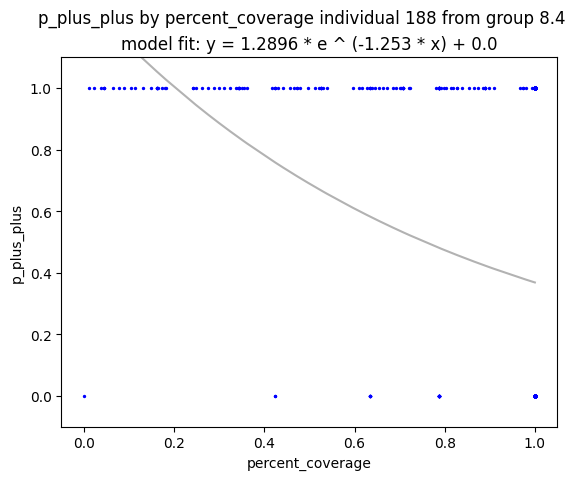 p_plus_plus by percent_coverage individual 188 from group 8.4
model fit: y = 1.2896 * e ^ (-1.253 * x) + 0.0
1.0
0.8
0.6
0.4
0.2
0.0
p_plus_plus
0.0 0.2 0.4 0.6 0.8 1.0
percent_coverage